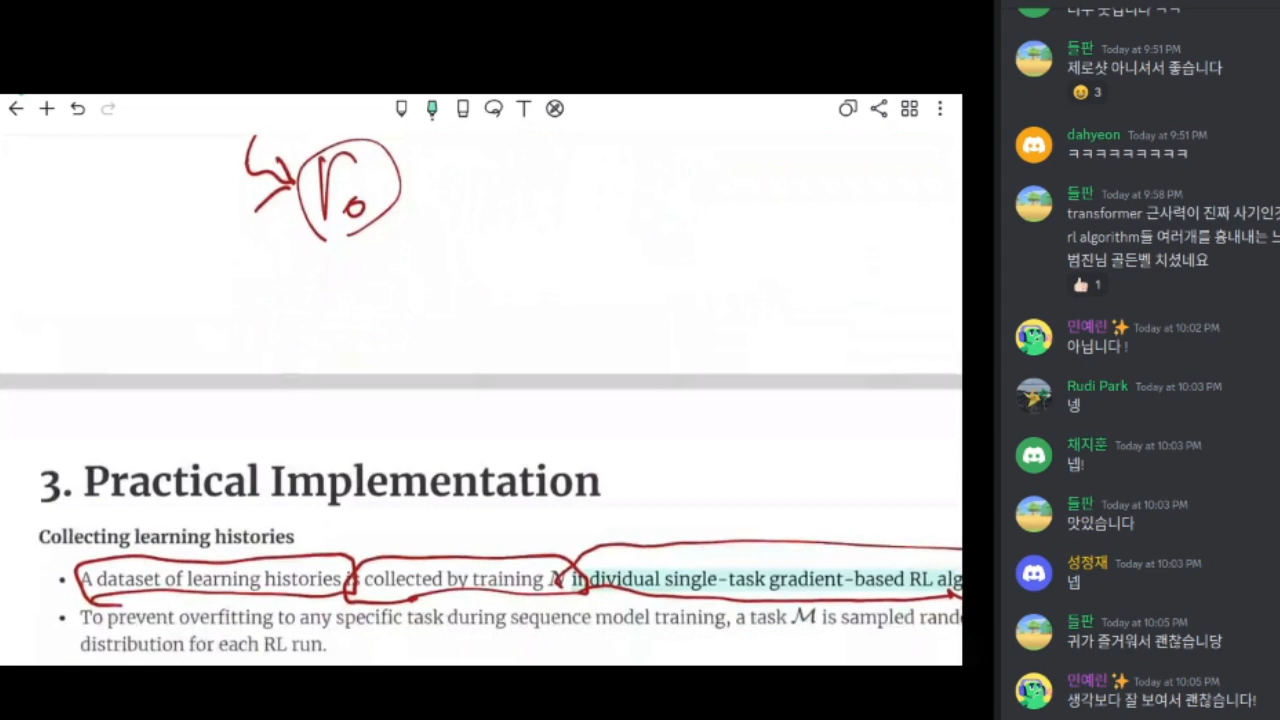 r₀
3. Practical Implementation
Collecting learning histories
• A dataset of learning histories is collected by training N individual single-task gradient-based RL alg
• To prevent overfitting to any specific task during sequence model training, a task M is sampled rand
distribution for each RL run.
들판 Today at 9:51 PM
제로샷 아니셔서 좋습니다
3
dahyeon Today at 9:51 PM
ㅋㅋㅋㅋㅋㅋㅋㅋㅋ
들판 Today at 9:58 PM
transformer 근사력이 진짜 사기인것
rl algorithm들 여러개를 흉내내는
범진님 골든벨 치셨네요
1
민예린 ✨ Today at 10:02 PM
아닙니다 !
Rudi Park Today at 10:03 PM
넹
채지훈 Today at 10:03 PM
넵!
들판 Today at 10:03 PM
맛있습니다
성정재 Today at 10:03 PM
넵
들판 Today at 10:05 PM
귀가 즐거워서 괜찮습니당
민예린 ✨ Today at 10:05 PM
생각보다 잘 보여서 괜찮습니다!